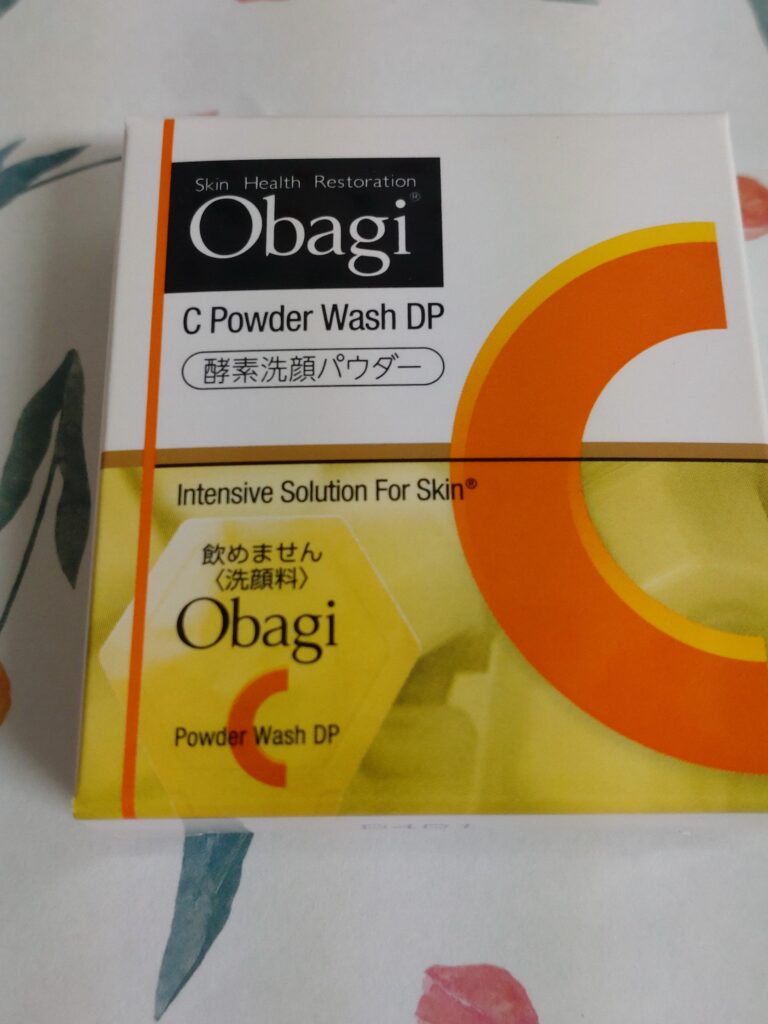 Skin Health Restoration
Obagi®
C Powder Wash DP
酵素洗顔パウダー
Intensive Solution For Skin®
飲めません
〈洗顔料〉
Obagi
C
Powder Wash DP